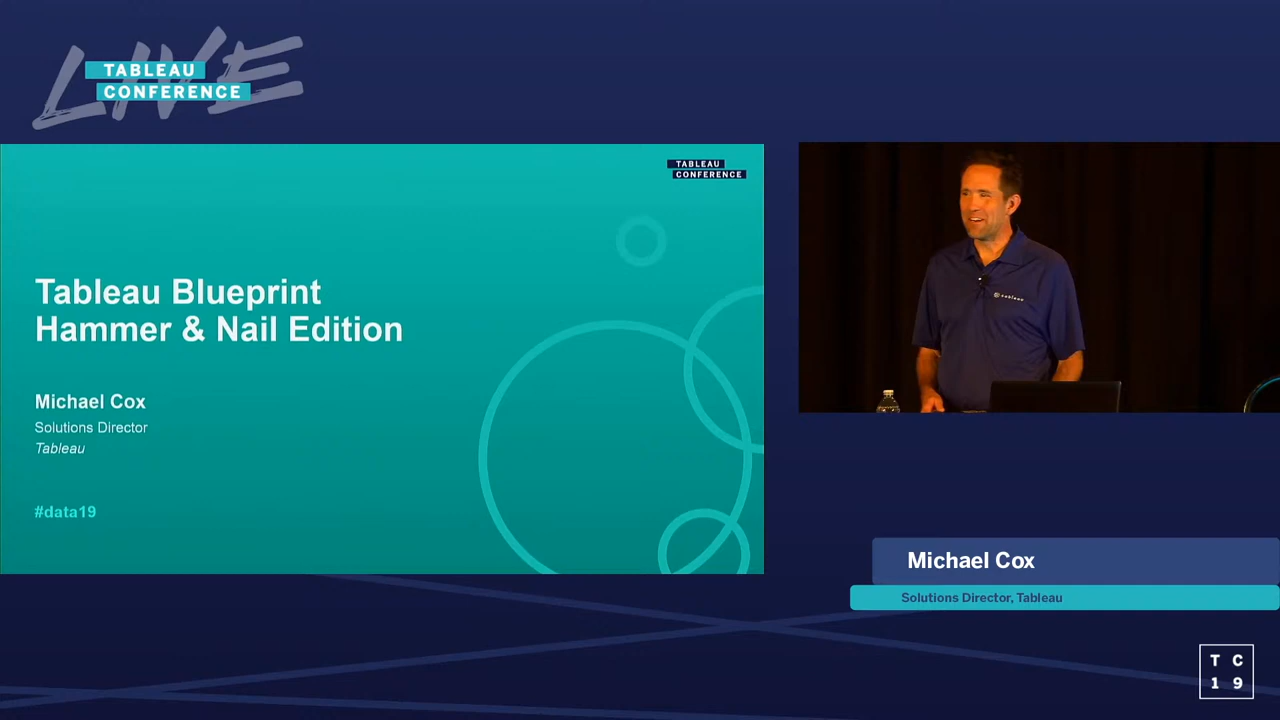 LIVE
TABLEAU
CONFERENCE
TABLEAU
CONFERENCE
Tableau Blueprint
Hammer & Nail Edition
Michael Cox
Solutions Director
Tableau
#data19
tableau
Michael Cox
Solutions Director, Tableau
T C
1 9